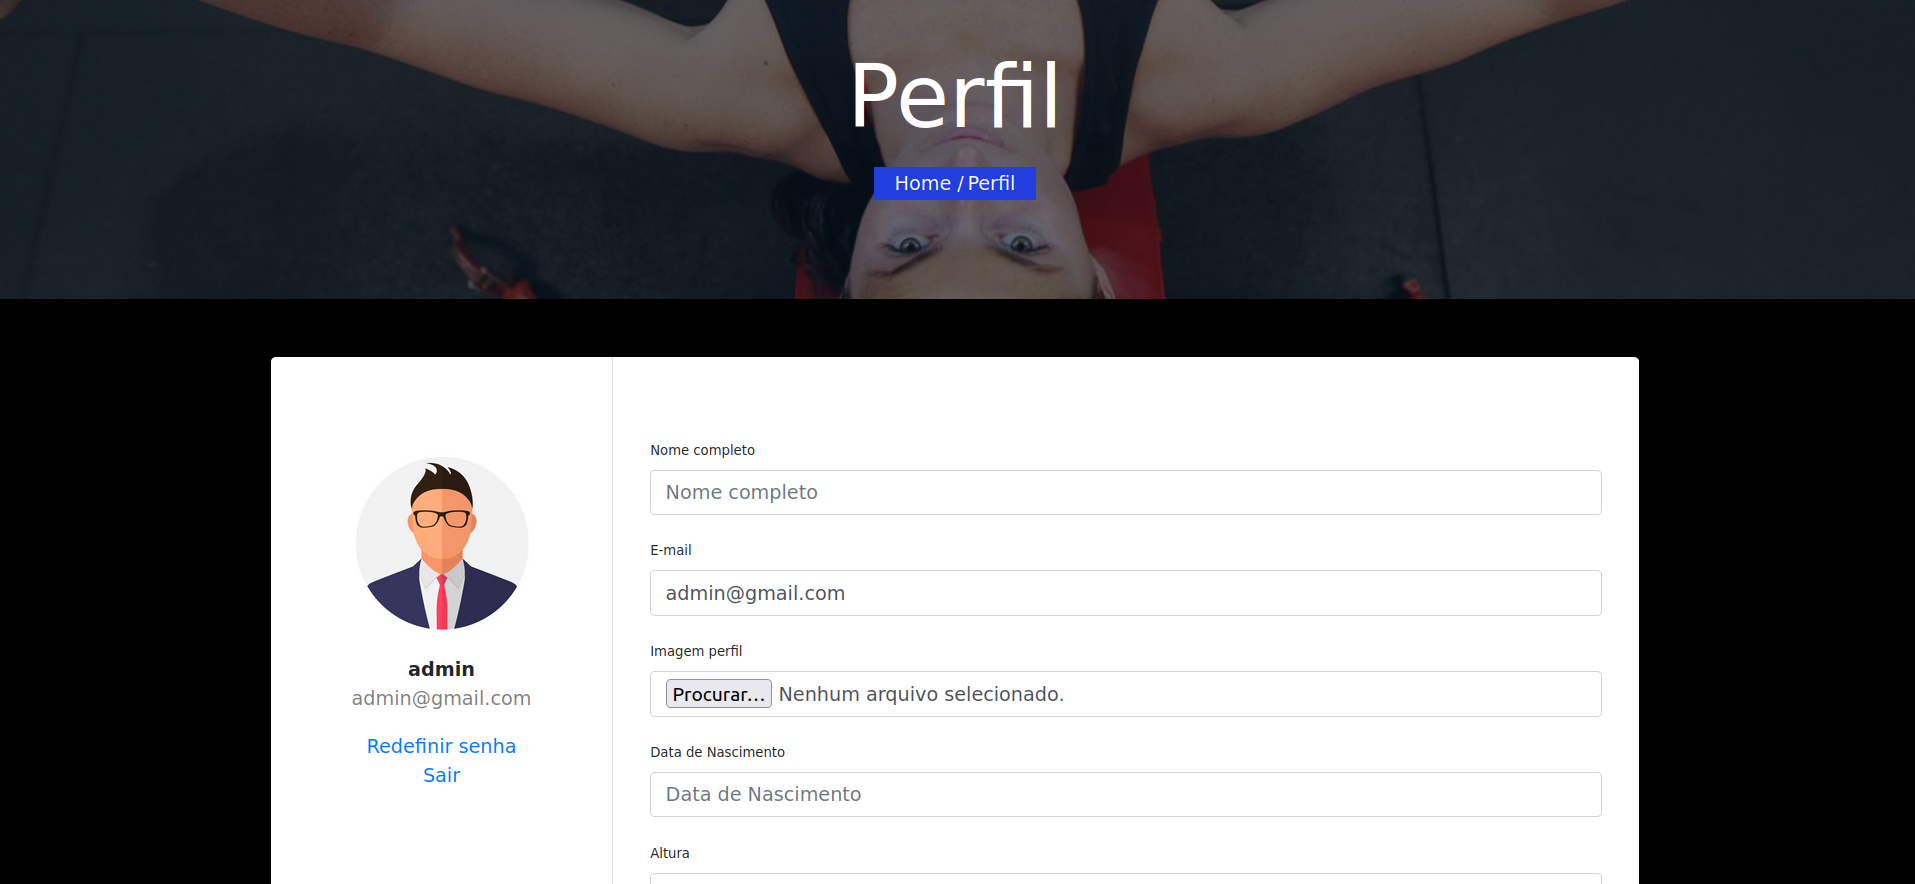 Perfil
Home / Perfil
admin
admin@gmail.com
Redefinir senha
Sair
Nome completo
Nome completo
E-mail
admin@gmail.com
Imagem perfil
Procurar... Nenhum arquivo selecionado.
Data de Nascimento
Data de Nascimento
Altura